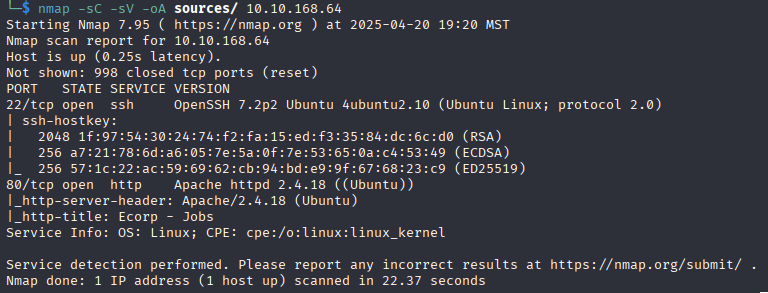 └─$ nmap -sC -sV -oA sources/ 10.10.168.64
Starting Nmap 7.95 ( https://nmap.org ) at 2025-04-20 19:20 MST
Nmap scan report for 10.10.168.64
Host is up (0.25s latency).
Not shown: 998 closed tcp ports (reset)
PORT   STATE SERVICE VERSION
22/tcp open  ssh     OpenSSH 7.2p2 Ubuntu 4ubuntu2.10 (Ubuntu Linux; protocol 2.0)
| ssh-hostkey:
|   2048 1f:97:54:30:24:74:f2:fa:15:ed:f3:35:84:dc:6c:d0 (RSA)
|   256 a7:21:78:6d:a6:05:7e:5a:0f:7e:53:65:0a:c4:53:49 (ECDSA)
|_  256 57:1c:22:ac:59:69:62:cb:94:bd:e9:9f:67:68:23:c9 (ED25519)
80/tcp open  http    Apache httpd 2.4.18 ((Ubuntu))
|_http-server-header: Apache/2.4.18 (Ubuntu)
|_http-title: Ecorp - Jobs
Service Info: OS: Linux; CPE: cpe:/o:linux:linux_kernel

Service detection performed. Please report any incorrect results at https://nmap.org/submit/ .
Nmap done: 1 IP address (1 host up) scanned in 22.37 seconds